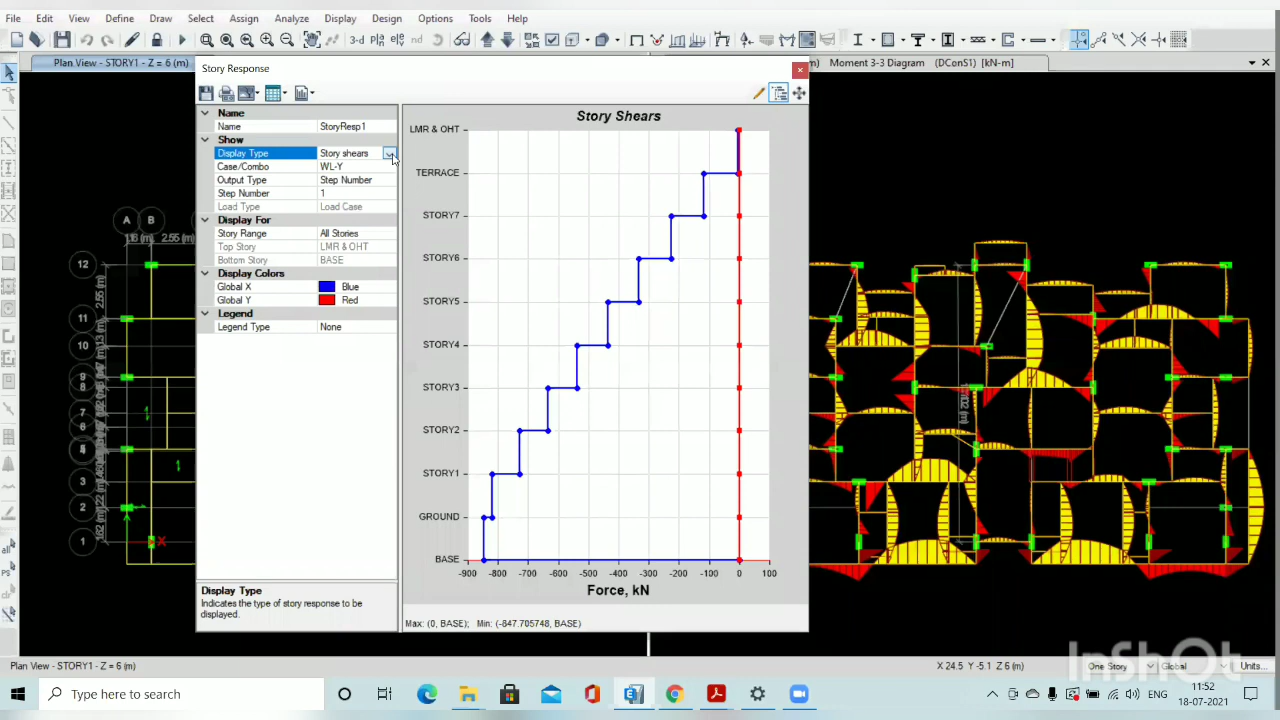 File Edit View Define Draw Select Assign Analyze Display Design Options Tools Help
3-d
nd
Plan View - STORY1 - Z = 6 (m)
Moment 3-3 Diagram (DConS1) [kN-m]
Story Response
Name
Name StoryResp1
Show
Display Type Story shears
Case/Combo WL-Y
Output Type Step Number
Step Number 1
Load Type Load Case
Display For
Story Range All Stories
Top Story LMR & OHT
Bottom Story BASE
Display Colors
Global X Blue
Global Y Red
Legend
Legend Type None
Display Type
Indicates the type of story response to be
displayed.
Story Shears
LMR & OHT
TERRACE
STORY7
STORY6
STORY5
STORY4
STORY3
STORY2
STORY1
GROUND
BASE
-900 -800 -700 -600 -500 -400 -300 -200 -100 0 100
Force, kN
Max: (0, BASE); Min: (-847.705748, BASE)
A B
2.55 (m)
12
11
10
9
8
7
6
4
3
2
1
X
Plan View - STORY1 - Z = 6 (m)
X 24.5 Y -5.1 Z 6 (m)
One Story
Global
Units...
InShOt
Type here to search
ENG
11:52
18-07-2021